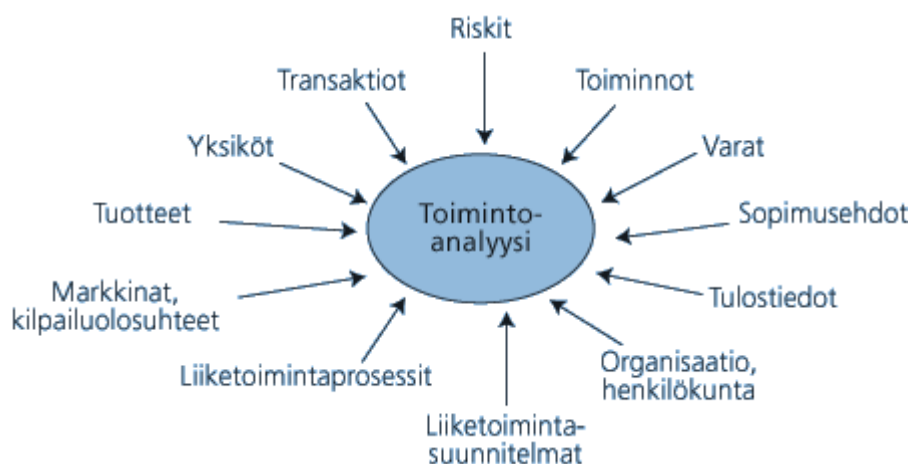 Riskit
Transaktiot
Toiminnot
Yksiköt
Varat
Tuotteet
Toiminto-
analyysi
Sopimusehdot
Markkinat,
kilpailuolosuhteet
Tulostiedot
Liiketoimintaprosessit
Organisaatio,
henkilökunta
Liiketoiminta-
suunnitelmat